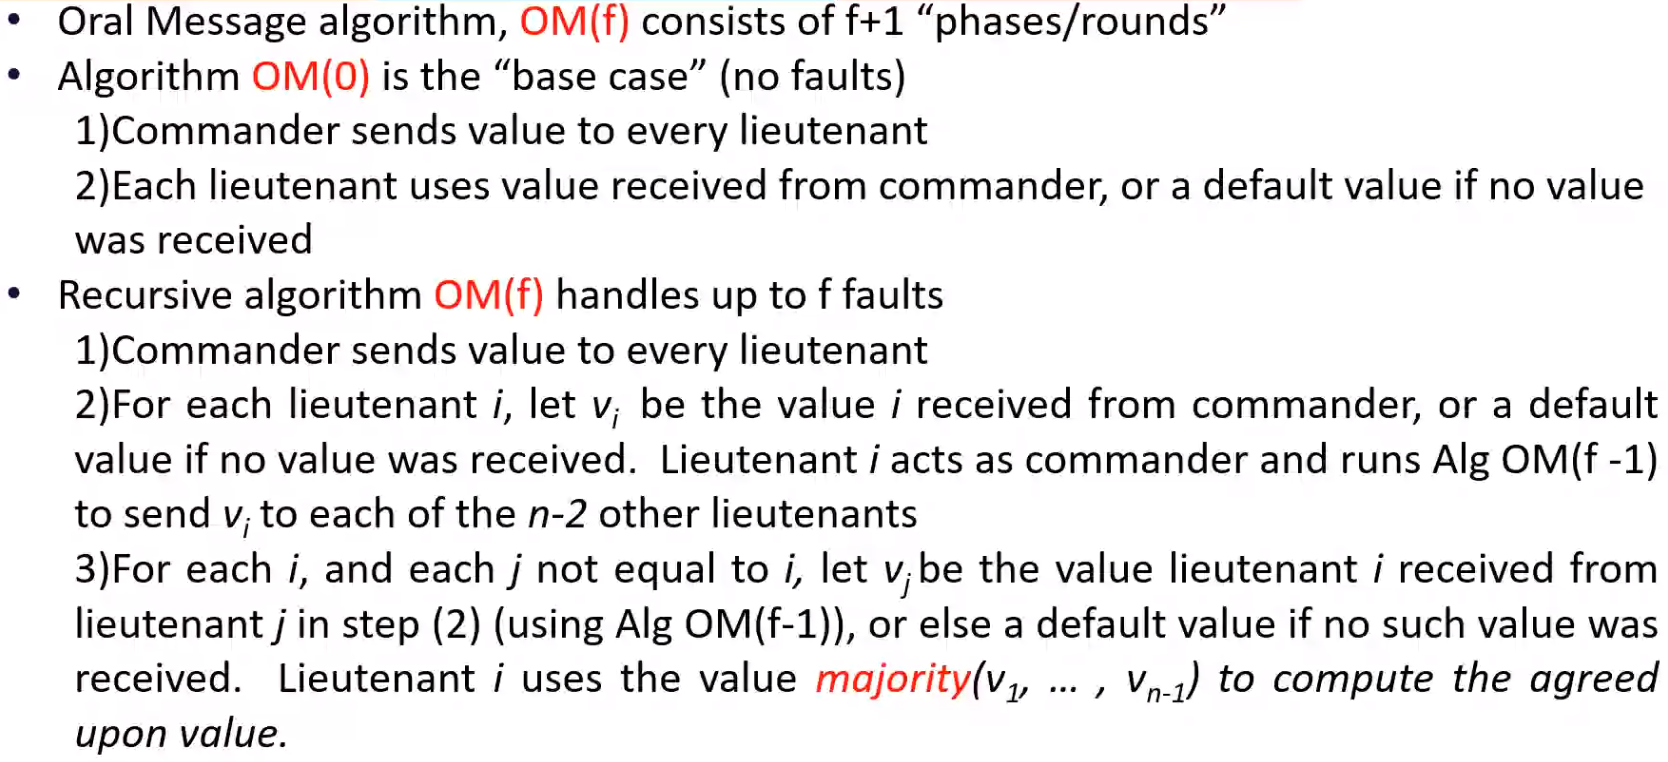 • Oral Message algorithm, OM(f) consists of f+1 “phases/rounds”
• Algorithm OM(0) is the “base case” (no faults)
1)Commander sends value to every lieutenant
2)Each lieutenant uses value received from commander, or a default value if no value
was received
• Recursive algorithm OM(f) handles up to f faults
1)Commander sends value to every lieutenant
2)For each lieutenant i, let vᵢ be the value i received from commander, or a default
value if no value was received. Lieutenant i acts as commander and runs Alg OM(f -1)
to send vᵢ to each of the n-2 other lieutenants
3)For each i, and each j not equal to i, let vⱼ be the value lieutenant i received from
lieutenant j in step (2) (using Alg OM(f-1)), or else a default value if no such value was
received. Lieutenant i uses the value majority(v₁, ... , vₙ₋₁) to compute the agreed
upon value.